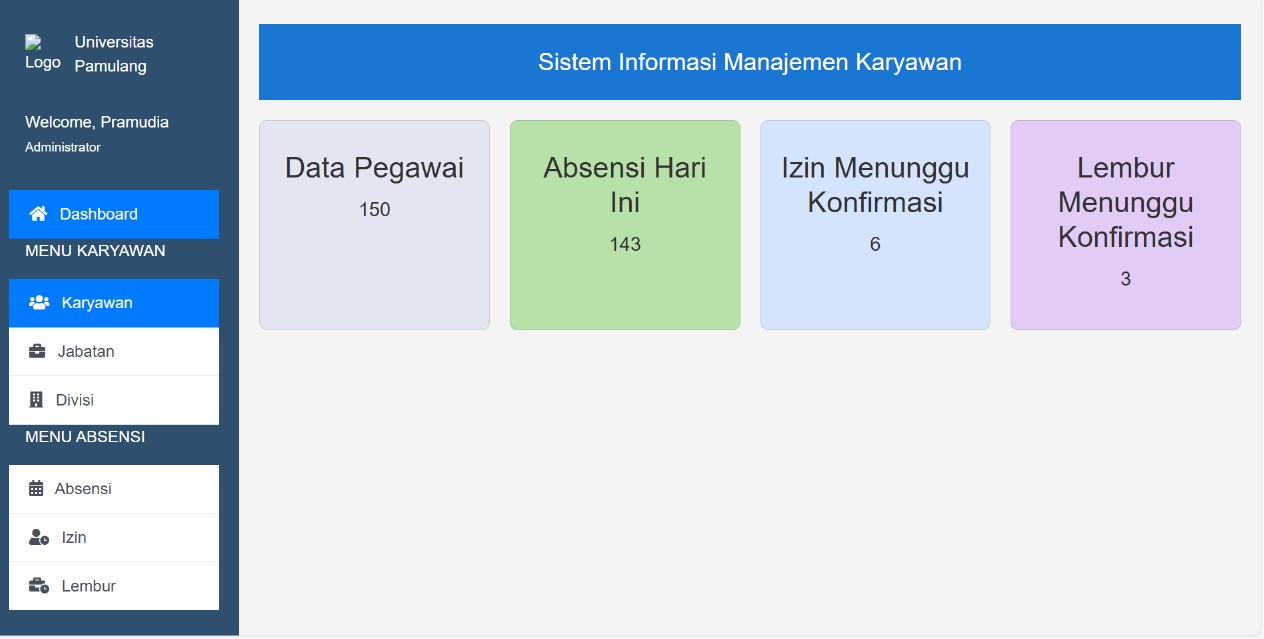 Logo
Universitas
Pamulang
Welcome, Pramudia
Administrator
Dashboard
MENU KARYAWAN
Karyawan
Jabatan
Divisi
MENU ABSENSI
Absensi
Izin
Lembur
Sistem Informasi Manajemen Karyawan
Data Pegawai
150
Absensi Hari
Ini
143
Izin Menunggu
Konfirmasi
6
Lembur
Menunggu
Konfirmasi
3